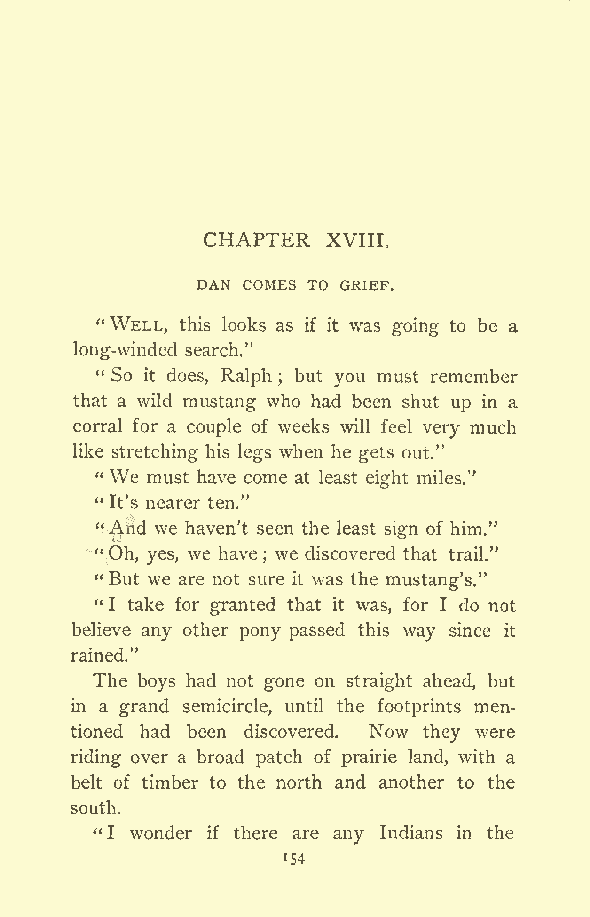 CHAPTER XVIII.
DAN COMES TO GRIEF.
"WELL, this looks as if it was going to be a
long-winded search."
"So it does, Ralph; but you must remember
that a wild mustang who had been shut up in a
corral for a couple of weeks will feel very much
like stretching his legs when he gets out."
"We must have come at least eight miles."
"It's nearer ten."
"And we haven't seen the least sign of him."
"Oh, yes, we have; we discovered that trail."
"But we are not sure it was the mustang's."
"I take for granted that it was, for I do not
believe any other pony passed this way since it
rained."
The boys had not gone on straight ahead, but
in a grand semicircle, until the footprints men-
tioned had been discovered. Now they were
riding over a broad patch of prairie land, with a
belt of timber to the north and another to the
south.
"I wonder if there are any Indians in the
154